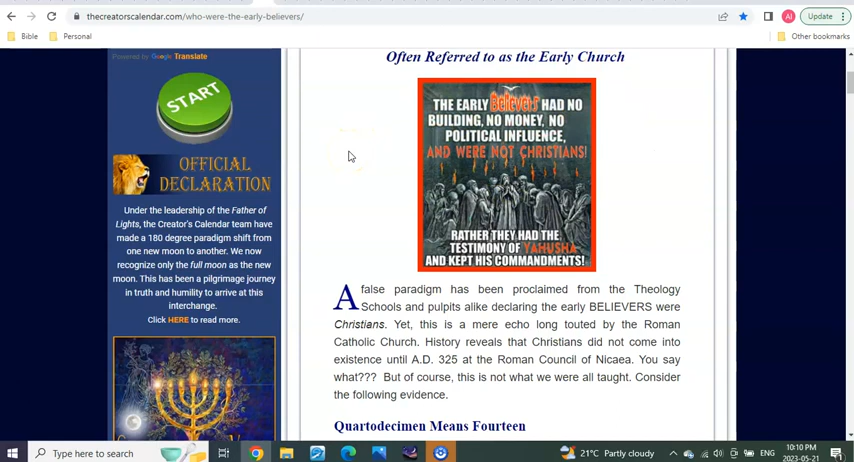 thecreatorscalendar.com/who-were-the-early-believers/
AI
Update
Bible
Personal
Other bookmarks
Powered by Google Translate
START
OFFICIAL
DECLARATION
Under the leadership of the Father of
Lights, the Creator's Calendar team have
made a 180 degree paradigm shift from
one new moon to another. We now
recognize only the full moon as the new
moon. This has been a pilgrimage journey
in truth and humility to arrive at this
interchange.
Click HERE to read more.
Often Referred to as the Early Church
THE EARLY Believers HAD NO
BUILDING, NO MONEY, NO
POLITICAL INFLUENCE,
AND WERE NOT CHRISTIANS!
RATHER THEY HAD THE
TESTIMONY OF YAHUSHA
AND KEPT HIS COMMANDMENTS!
A false paradigm has been proclaimed from the Theology
Schools and pulpits alike declaring the early BELIEVERS were
Christians. Yet, this is a mere echo long touted by the Roman
Catholic Church. History reveals that Christians did not come into
existence until A.D. 325 at the Roman Council of Nicaea. You say
what??? But of course, this is not what we were all taught. Consider
the following evidence.
Quartodecimen Means Fourteen
Type here to search
21°C Partly cloudy
ENG
10:10 PM
2023-05-21